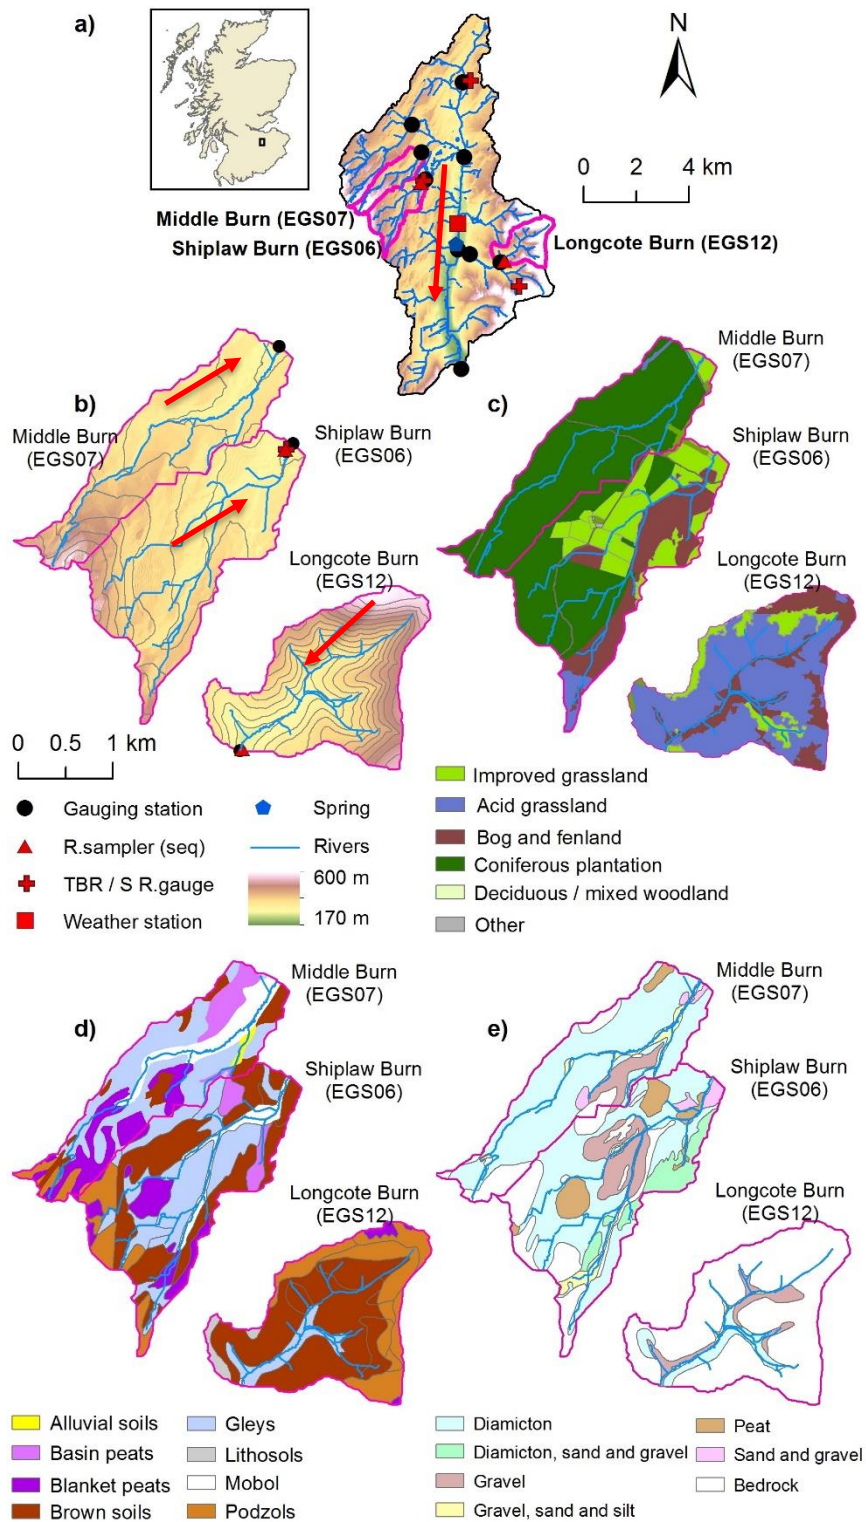 a)
N
0 2 4 km
Middle Burn (EGS07)
Shiplaw Burn (EGS06)
Longcote Burn (EGS12)
b)
Middle Burn
(EGS07)
Shiplaw Burn
(EGS06)
Longcote Burn
(EGS12)
0 0.5 1 km
c)
Middle Burn
(EGS07)
Shiplaw Burn
(EGS06)
Longcote Burn
(EGS12)
Gauging station
R.sampler (seq)
TBR / S R.gauge
Weather station
Spring
Rivers
600 m
170 m
Improved grassland
Acid grassland
Bog and fenland
Coniferous plantation
Deciduous / mixed woodland
Other
d)
Middle Burn
(EGS07)
Shiplaw Burn
(EGS06)
Longcote Burn
(EGS12)
e)
Middle Burn
(EGS07)
Shiplaw Burn
(EGS06)
Longcote Burn
(EGS12)
Alluvial soils
Basin peats
Blanket peats
Brown soils
Gleys
Lithosols
Mobol
Podzols
Diamicton
Diamicton, sand and gravel
Gravel
Gravel, sand and silt
Peat
Sand and gravel
Bedrock